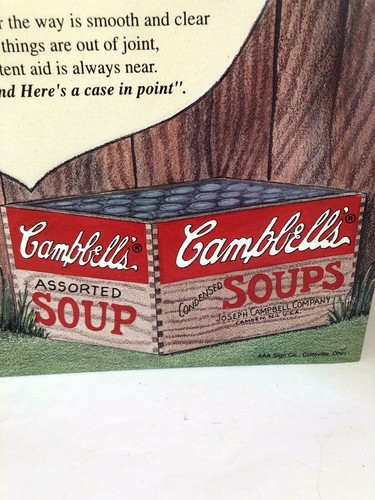 r the way is smooth and clear
things are out of joint,
tent aid is always near.
nd Here's a case in point".
Campbell's®
ASSORTED
SOUP
Campbell's®
CONDENSED
SOUPS
JOSEPH CAMPBELL COMPANY
CAMDEN N.J. U.S.A.
AAA Sign Co., Coitsville, Ohio